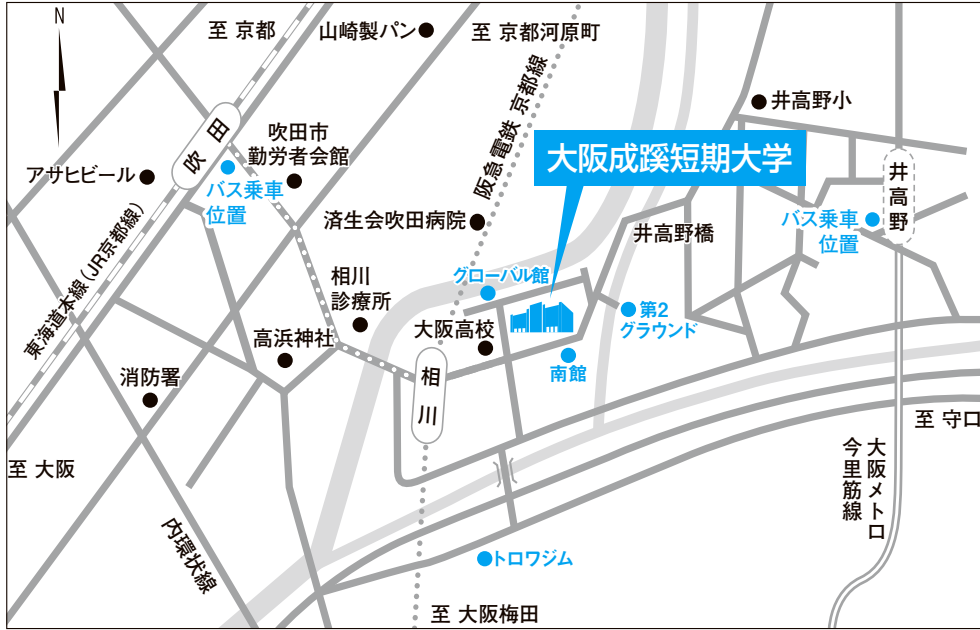 N
至 京都
山崎製パン
至 京都河原町
阪急電鉄 京都線
井高野小
吹田
吹田市
勤労者会館
大阪成蹊短期大学
アサヒビール
バス乗車
位置
井高野
済生会吹田病院
井高野橋
バス乗車
位置
東海道本線(JR京都線)
相川
診療所
グローバル館
第2
グラウンド
高浜神社
大阪高校
南館
消防署
相川
至 守口
至 大阪
大阪メトロ
今里筋線
内環状線
トロワジム
至 大阪梅田